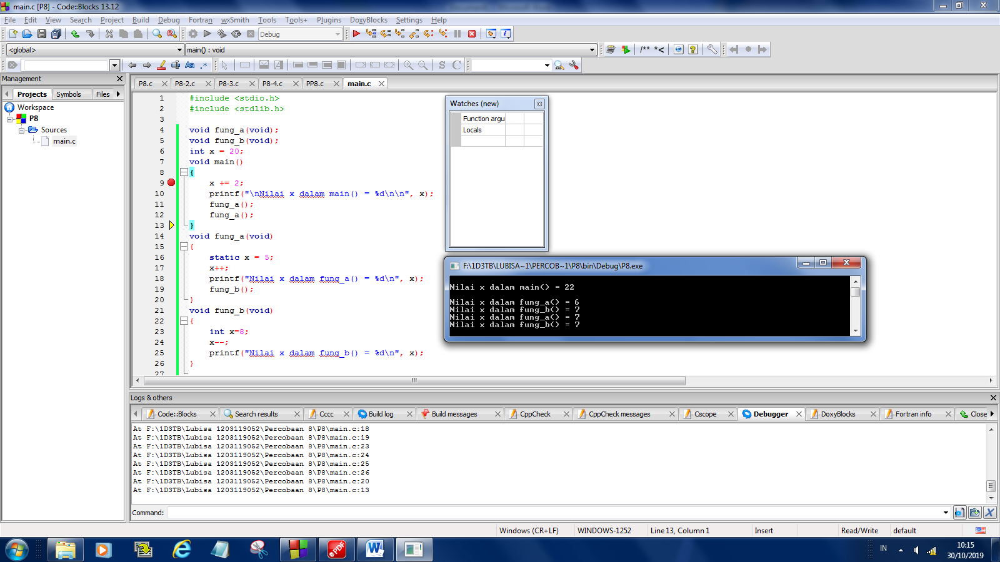 main.c [P8] - Code::Blocks 13.12
File Edit View Search Project Build Debug Fortran wxSmith Tools Tools+ Plugins DoxyBlocks Settings Help
Debug
<global> main() : void
/** *<
Aa .* S C
Management
Projects Symbols Files
Workspace
P8
Sources
main.c
P8.c P8-2.c P8-3.c P8-4.c PP8.c main.c
1 #include <stdio.h>
2 #include <stdlib.h>
3
4 void fung_a(void);
5 void fung_b(void);
6 int x = 20;
7 void main()
8 {
9 x += 2;
10 printf("\nNilai x dalam main() = %d\n\n", x);
11 fung_a();
12 fung_a();
13 }
14 void fung_a(void)
15 {
16 static x = 5;
17 x++;
18 printf("Nilai x dalam fung_a() = %d\n", x);
19 fung_b();
20 }
21 void fung_b(void)
22 {
23 int x=8;
24 x--;
25 printf("Nilai x dalam fung_b() = %d\n", x);
26 }
27
Watches (new)
Function argu
Locals
F:\1D3TB\LUBISA~1\PERCOB~1\P8\bin\Debug\P8.exe
Nilai x dalam main() = 22
Nilai x dalam fung_a() = 6
Nilai x dalam fung_b() = 7
Nilai x dalam fung_a() = 7
Nilai x dalam fung_b() = 7
Logs & others
Code::Blocks Search results Cccc Build log Build messages CppCheck CppCheck messages Cscope Debugger DoxyBlocks Fortran info Close
At F:\1D3TB\Lubisa 1203119052\Percobaan 8\P8\main.c:18
At F:\1D3TB\Lubisa 1203119052\Percobaan 8\P8\main.c:19
At F:\1D3TB\Lubisa 1203119052\Percobaan 8\P8\main.c:23
At F:\1D3TB\Lubisa 1203119052\Percobaan 8\P8\main.c:24
At F:\1D3TB\Lubisa 1203119052\Percobaan 8\P8\main.c:25
At F:\1D3TB\Lubisa 1203119052\Percobaan 8\P8\main.c:26
At F:\1D3TB\Lubisa 1203119052\Percobaan 8\P8\main.c:20
At F:\1D3TB\Lubisa 1203119052\Percobaan 8\P8\main.c:13
Command:
Windows (CR+LF) WINDOWS-1252 Line 13, Column 1 Insert Read/Write default
PDF W IN 10:15
30/10/2019